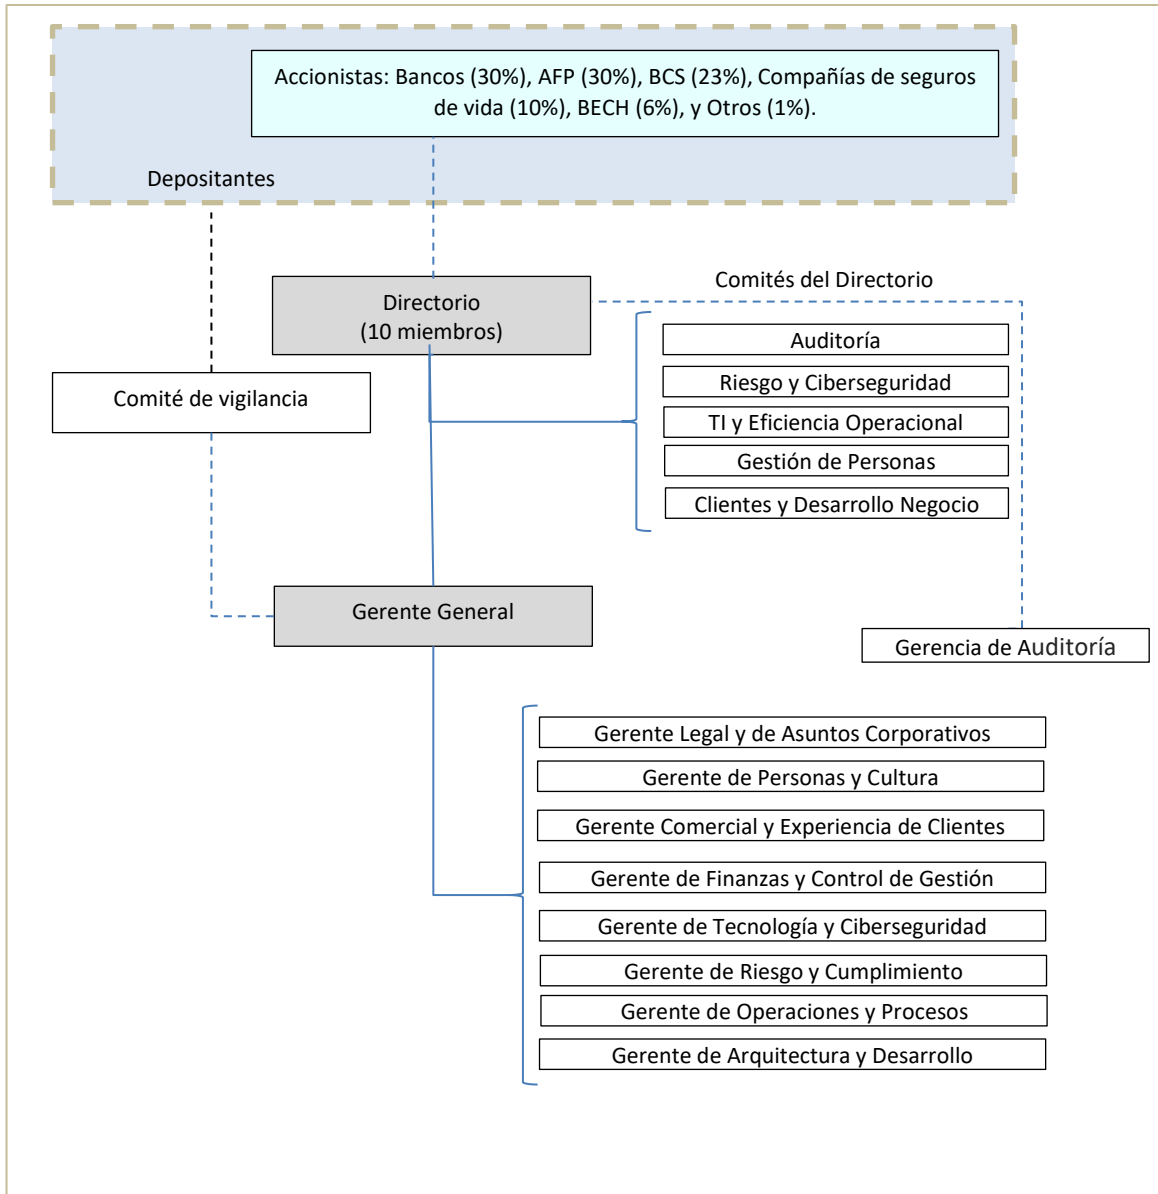 Accionistas: Bancos (30%), AFP (30%), BCS (23%), Compañías de seguros
de vida (10%), BECH (6%), y Otros (1%).
Depositantes
Comités del Directorio
Directorio
(10 miembros)
Auditoría
Riesgo y Ciberseguridad
Comité de vigilancia
TI y Eficiencia Operacional
Gestión de Personas
Clientes y Desarrollo Negocio
Gerente General
Gerencia de Auditoría
Gerente Legal y de Asuntos Corporativos
Gerente de Personas y Cultura
Gerente Comercial y Experiencia de Clientes
Gerente de Finanzas y Control de Gestión
Gerente de Tecnología y Ciberseguridad
Gerente de Riesgo y Cumplimiento
Gerente de Operaciones y Procesos
Gerente de Arquitectura y Desarrollo